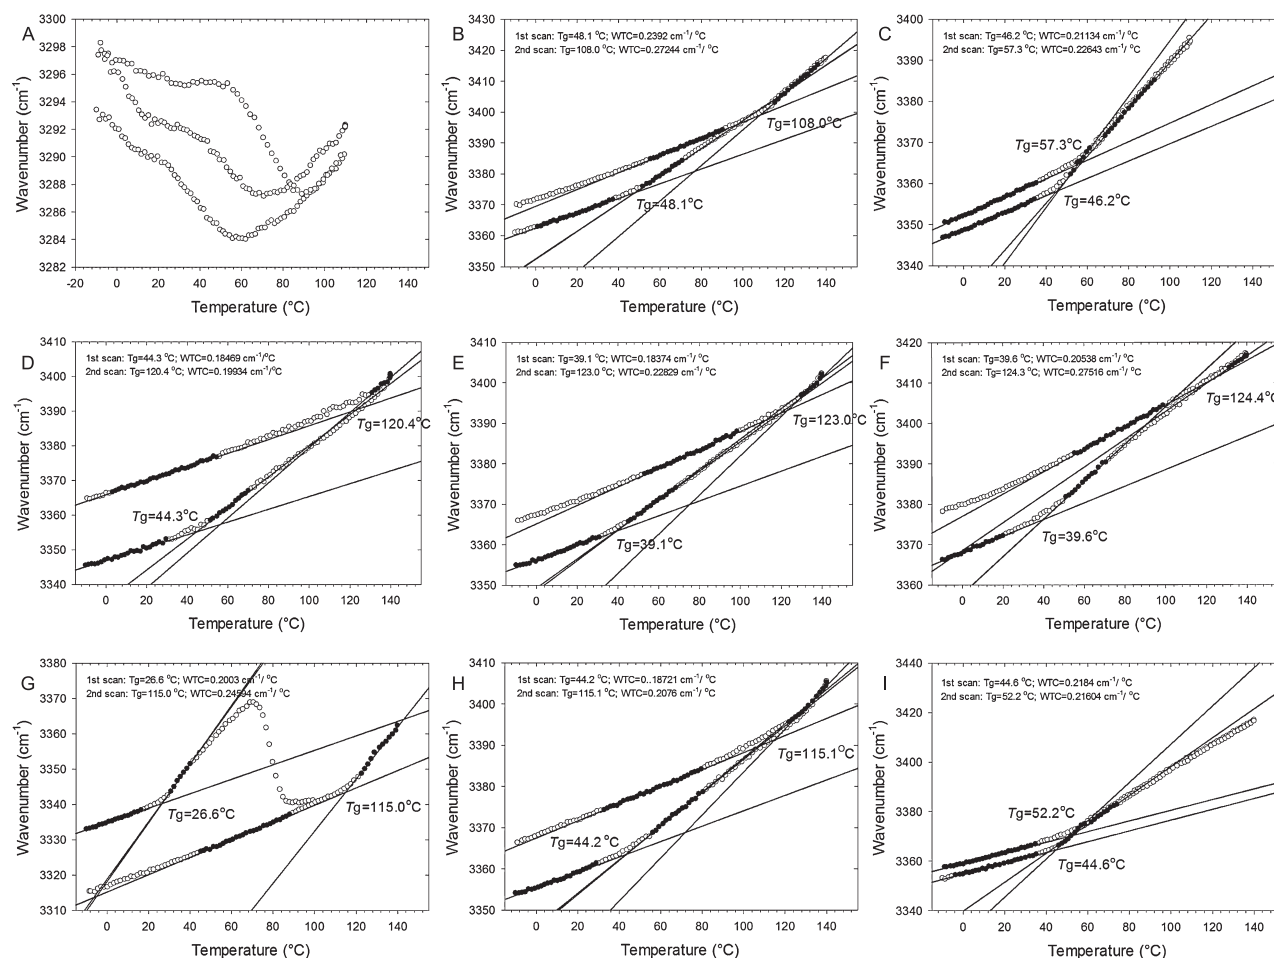 A
3300
3298
3296
3294
3292
3290
3288
3286
3284
3282
-20 0 20 40 60 80 100 120 140
Wavenumber (cm-1)
Temperature (°C)
B
1st scan: Tg=48.1 °C; WTC=0.2392 cm-1/ °C
2nd scan: Tg=108.0 °C; WTC=0.27244 cm-1/ °C
3430
3420
3410
3400
3390
3380
3370
3360
3350
Tg=108.0°C
Tg=48.1°C
0 20 40 60 80 100 120 140
Wavenumber (cm-1)
Temperature (°C)
C
1st scan: Tg=46.2 °C; WTC=0.21134 cm-1/ °C
2nd scan: Tg=57.3 °C; WTC=0.22643 cm-1/ °C
3400
3390
3380
3370
3360
3350
3340
Tg=57.3°C
Tg=46.2°C
0 20 40 60 80 100 120 140
Wavenumber (cm-1)
Temperature (°C)
D
1st scan: Tg=44.3 °C; WTC=0.18469 cm-1/°C
2nd scan: Tg=120.4 °C; WTC=0.19934 cm-1/ °C
3410
3400
3390
3380
3370
3360
3350
3340
Tg=120.4°C
Tg=44.3°C
0 20 40 60 80 100 120 140
Wavenumber (cm-1)
Temperature (°C)
E
1st scan: Tg=39.1 °C; WTC=0.18374 cm-1/ °C
2nd scan: Tg=123.0 °C; WTC=0.22829 cm-1/ °C
3410
3400
3390
3380
3370
3360
3350
Tg=123.0°C
Tg=39.1°C
0 20 40 60 80 100 120 140
Wavenumber (cm-1)
Temperature (°C)
F
1st scan: Tg=39.6 °C; WTC=0.20538 cm-1/ °C
2nd scan: Tg=124.3 °C; WTC=0.27516 cm-1/ °C
3420
3410
3400
3390
3380
3370
3360
Tg=124.4°C
Tg=39.6°C
0 20 40 60 80 100 120 140
Wavenumber (cm-1)
Temperature (°C)
G
1st scan: Tg=26.6 °C; WTC=0.2003 cm-1/ °C
2nd scan: Tg=115.0 °C; WTC=0.24594 cm-1/ °C
3380
3370
3360
3350
3340
3330
3320
3310
Tg=26.6°C
Tg=115.0°C
0 20 40 60 80 100 120 140
Wavenumber (cm-1)
Temperature (°C)
H
1st scan: Tg=44.2 °C; WTC=0..18721 cm-1/ °C
2nd scan: Tg=115.1 °C; WTC=0.2076 cm-1/ °C
3410
3400
3390
3380
3370
3360
3350
Tg=115.1°C
Tg=44.2°C
0 20 40 60 80 100 120 140
Wavenumber (cm-1)
Temperature (°C)
I
1st scan: Tg=44.6 °C; WTC=0.2184 cm-1/ °C
2nd scan: Tg=52.2 °C; WTC=0.21604 cm-1/ °C
3440
3420
3400
3380
3360
3340
Tg=52.2°C
Tg=44.6°C
0 20 40 60 80 100 120 140
Wavenumber (cm-1)
Temperature (°C)